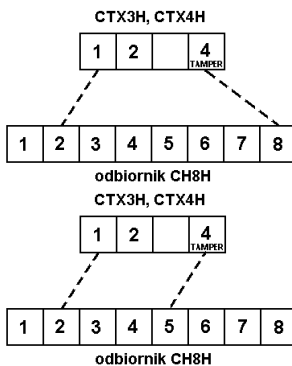 CTX3H, CTX4H
1 2 4
TAMPER
1 2 3 4 5 6 7 8
odbiornik CH8H
CTX3H, CTX4H
1 2 4
TAMPER
1 2 3 4 5 6 7 8
odbiornik CH8H